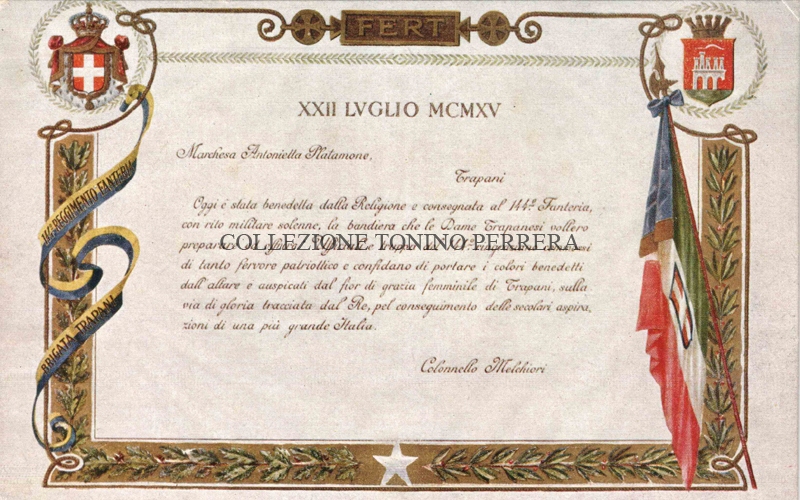 FERT
XXII LVGLIO MCMXV
Marchesa Antonietta Platamone,
Trapani
Oggi è stata benedetta dalla Religione e consegnata al 144º Fanteria,
con rito militare solenne, la bandiera che le Dame Trapanesi vollero
COLLEZIONE TONINO PERRERA
di tanto fervore patriottico e confidano di portare i colori benedetti
dall'altare e auspicati dal fior di grazia femminile di Trapani, sulla
via di gloria tracciata dal Re, pel conseguimento delle secolari aspira,
zioni di una più grande Italia.
Colonnello Melchiori
144º REGGIMENTO FANTERIA
BRIGATA TRAPANI